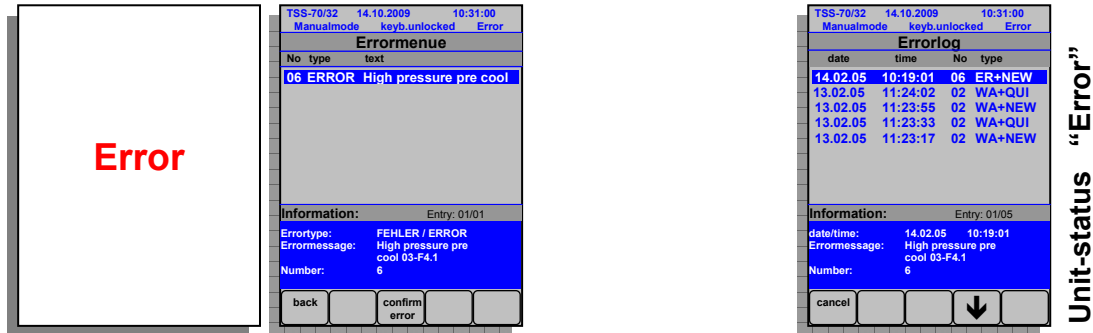 Error
TSS-70/32 14.10.2009 10:31:00
Manualmode keyb.unlocked Error
Errormenue
No type text
06 ERROR High pressure pre cool
Information: Entry: 01/01
Errortype: FEHLER / ERROR
Errormessage: High pressure pre
cool 03-F4.1
Number: 6
back confirm
error
TSS-70/32 14.10.2009 10:31:00
Manualmode keyb.unlocked Error
Errorlog
date time No type
14.02.05 10:19:01 06 ER+NEW
13.02.05 11:24:02 02 WA+QUI
13.02.05 11:23:55 02 WA+NEW
13.02.05 11:23:33 02 WA+QUI
13.02.05 11:23:17 02 WA+NEW
Information: Entry: 01/05
date/time: 14.02.05 10:19:01
Errormessage: High pressure pre
cool 03-F4.1
Number: 6
cancel
Unit-status “Error”